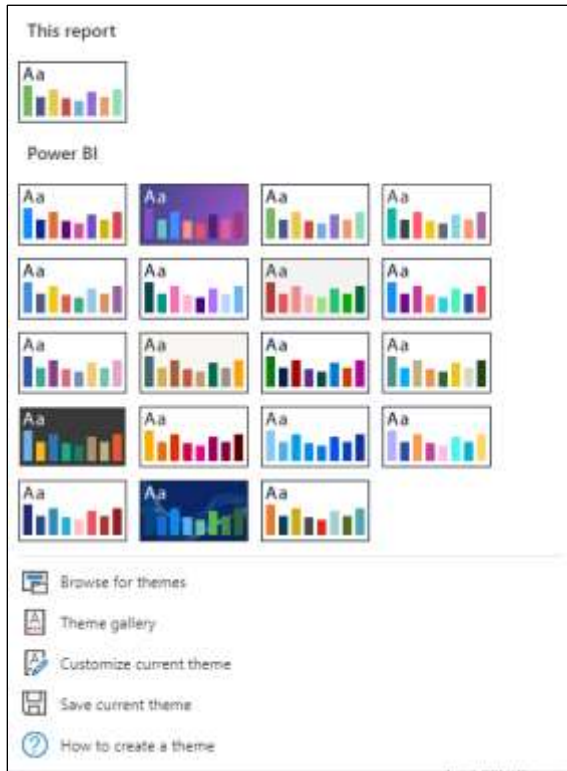 This report
Aa
Power BI
Aa Aa Aa Aa
Aa Aa Aa Aa
Aa Aa Aa Aa
Aa Aa Aa Aa
Aa Aa Aa
Browse for themes
Theme gallery
Customize current theme
Save current theme
How to create a theme